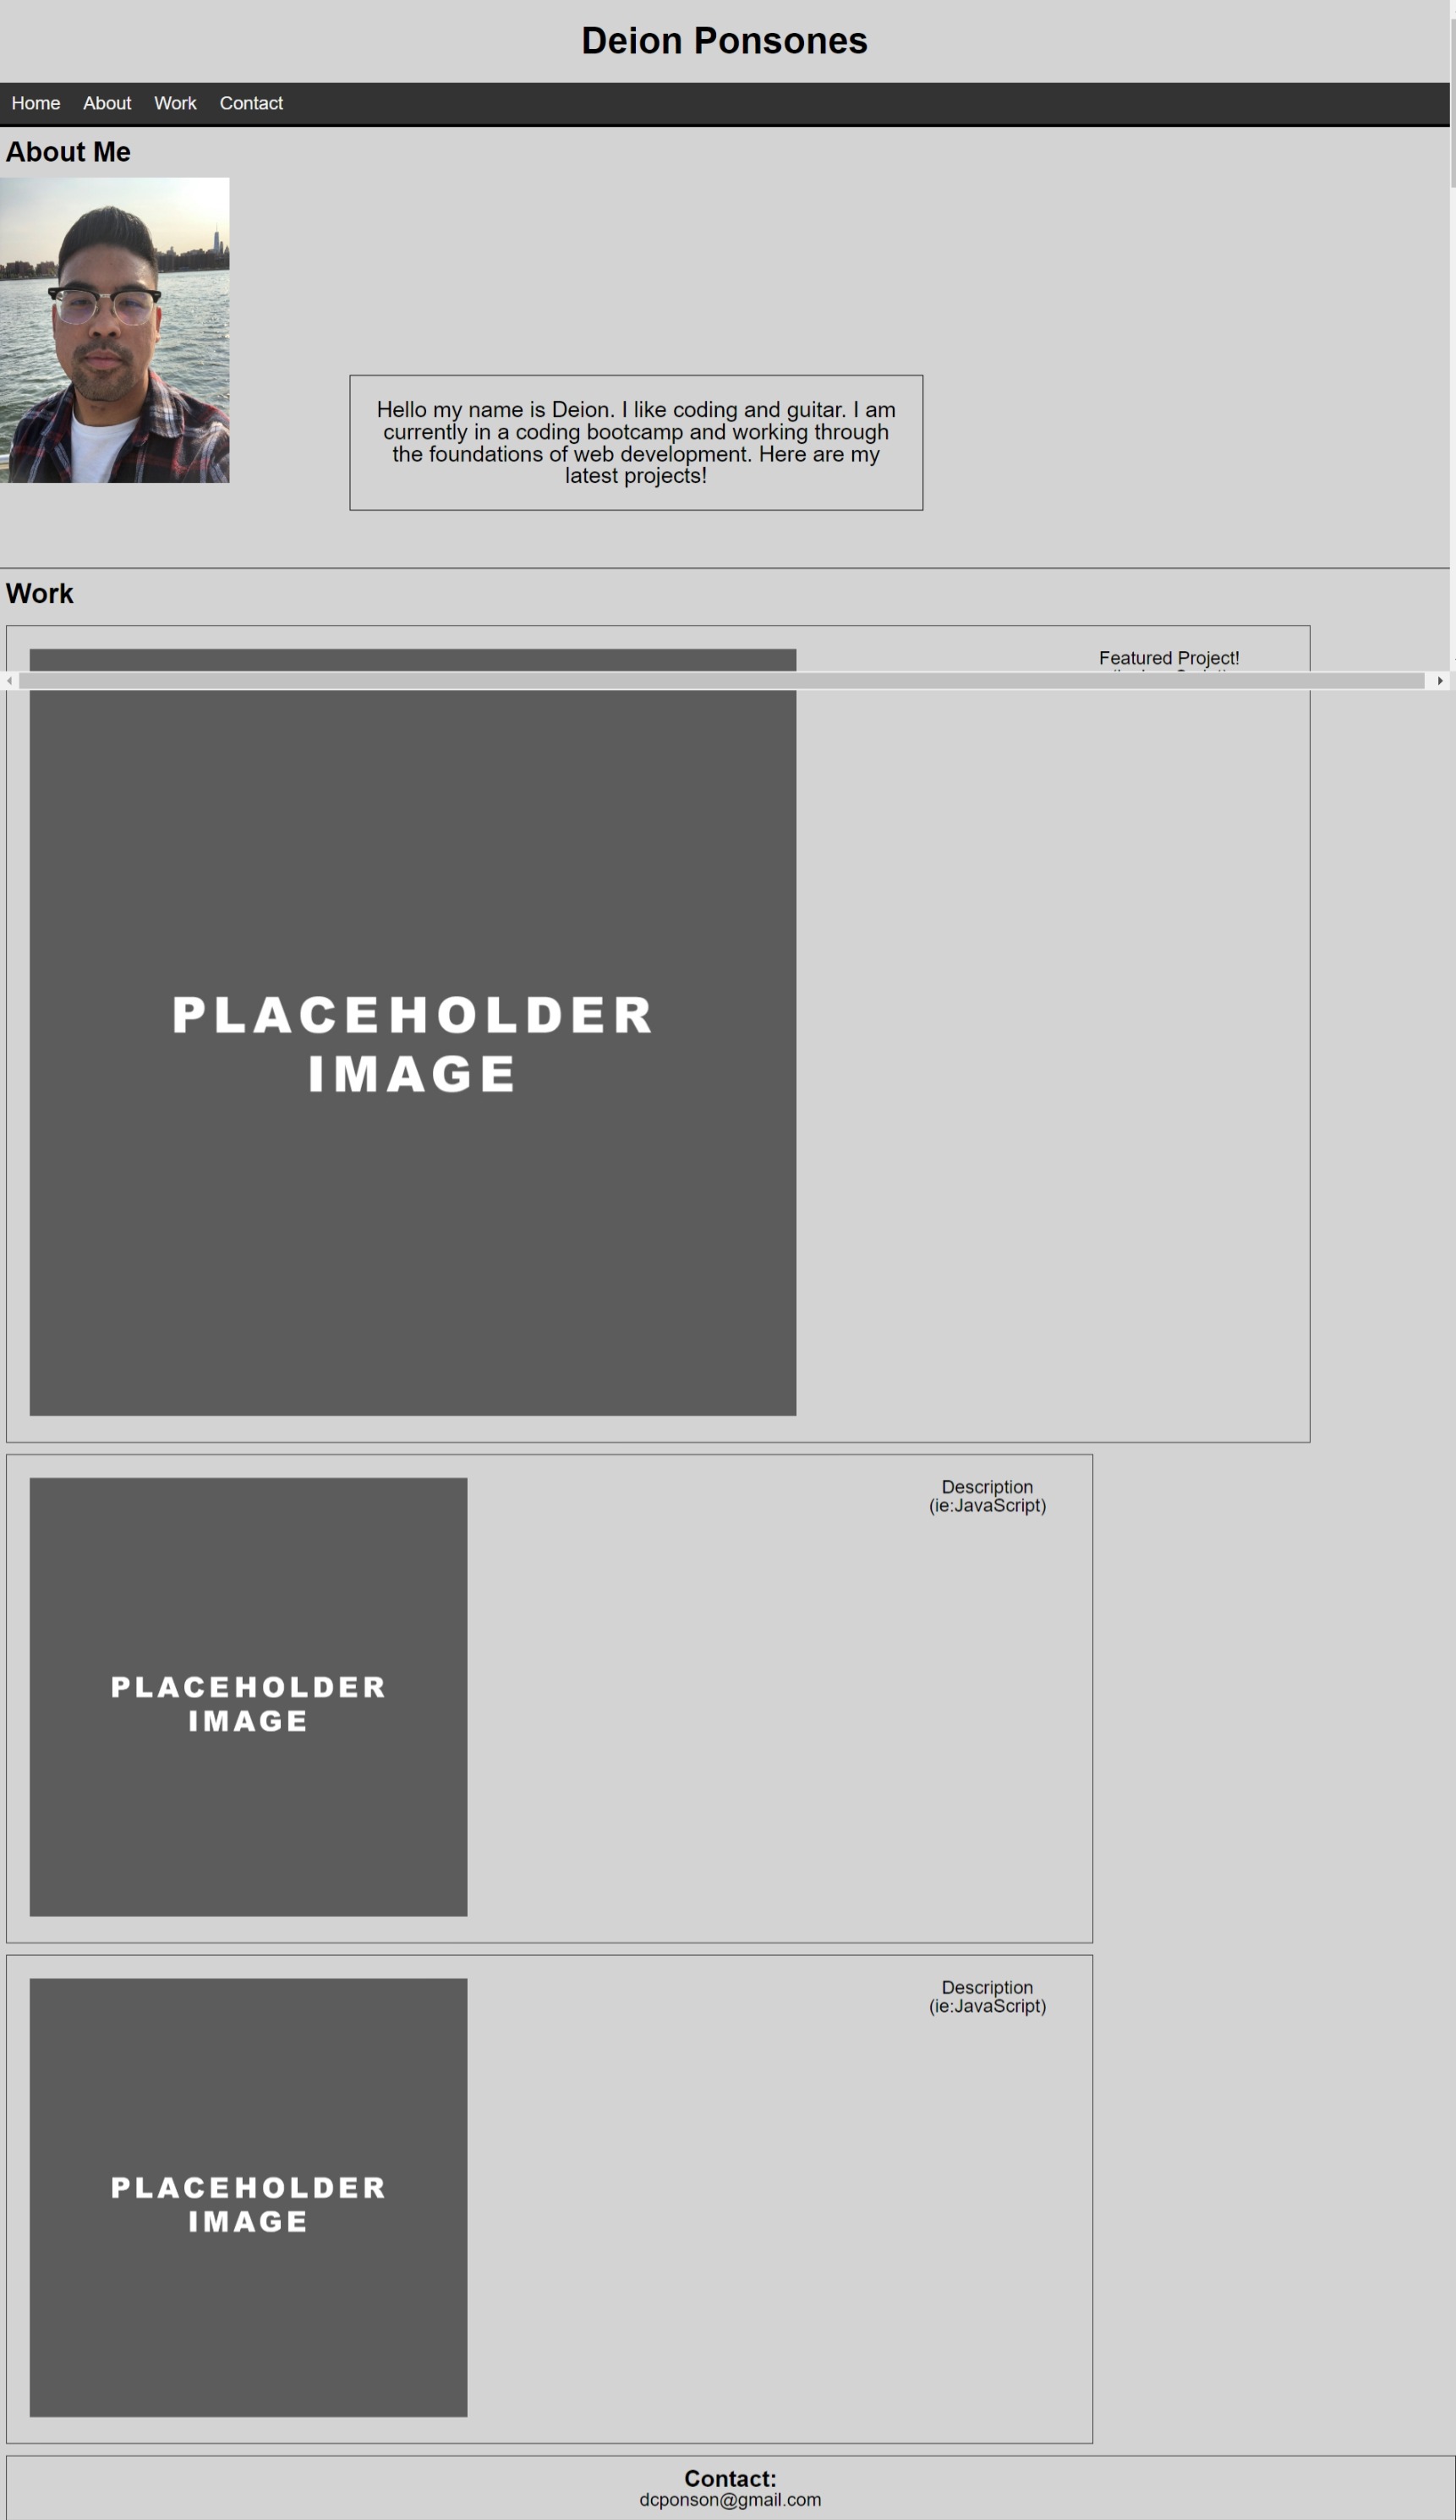 Deion Ponsones
Home About Work Contact
About Me
Hello my name is Deion. I like coding and guitar. I am
currently in a coding bootcamp and working through
the foundations of web development. Here are my
latest projects!
Work
Featured Project!
PLACEHOLDER
IMAGE
Description
(ie:JavaScript)
PLACEHOLDER
IMAGE
Description
(ie:JavaScript)
PLACEHOLDER
IMAGE
Contact:
dcponson@gmail.com